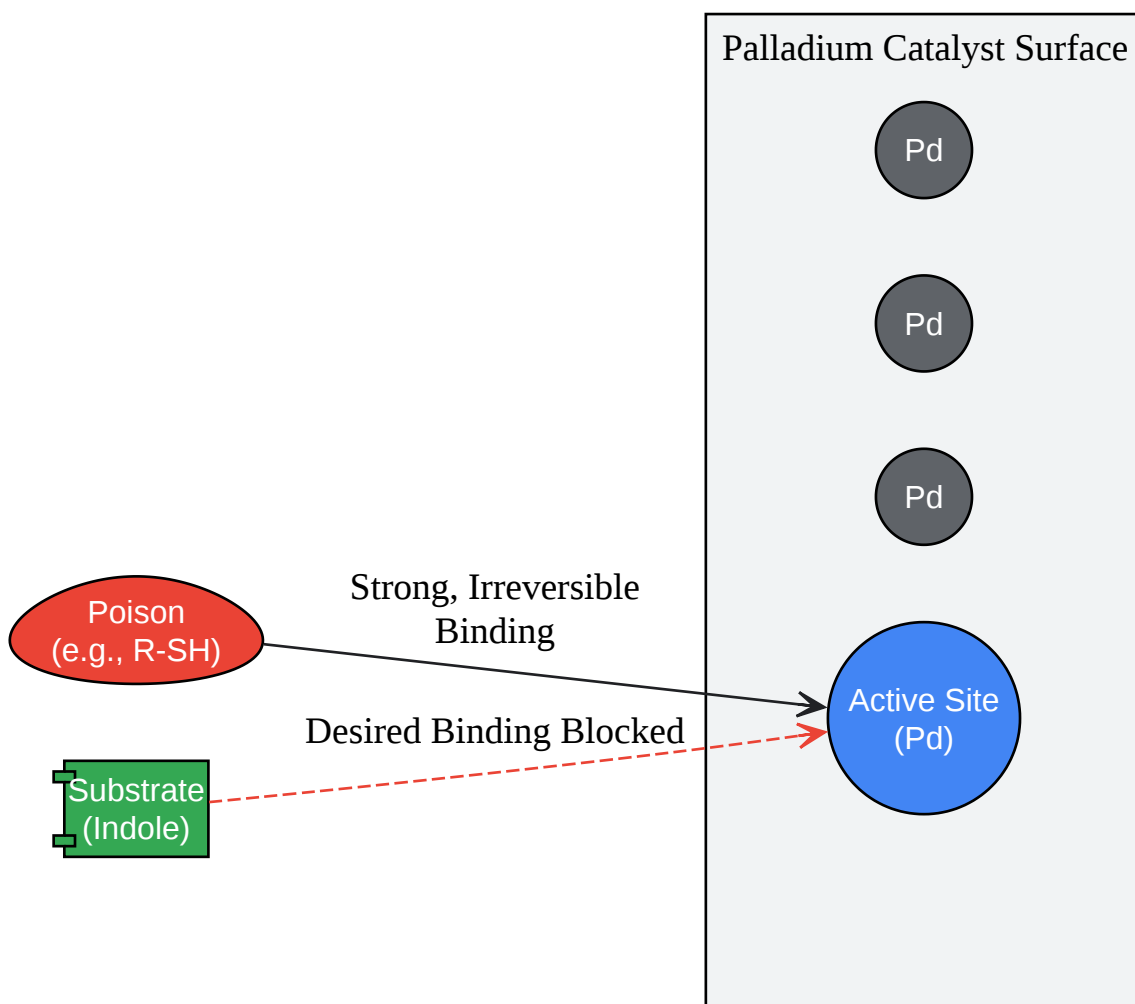 Palladium Catalyst Surface
Pd
Pd
Pd
Strong, Irreversible
Binding
Poison
(e.g., R-SH)
Active Site
(Pd)
Desired Binding Blocked
Substrate
(Indole)